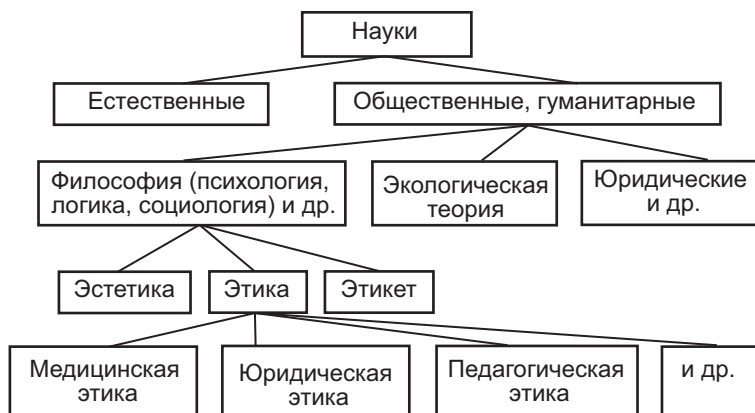 Науки
Естественные
Общественные, гуманитарные
Философия (психология,
логика, социология) и др.
Экологическая
теория
Юридические
и др.
Эстетика
Этика
Этикет
Медицинская
этика
Юридическая
этика
Педагогическая
этика
и др.